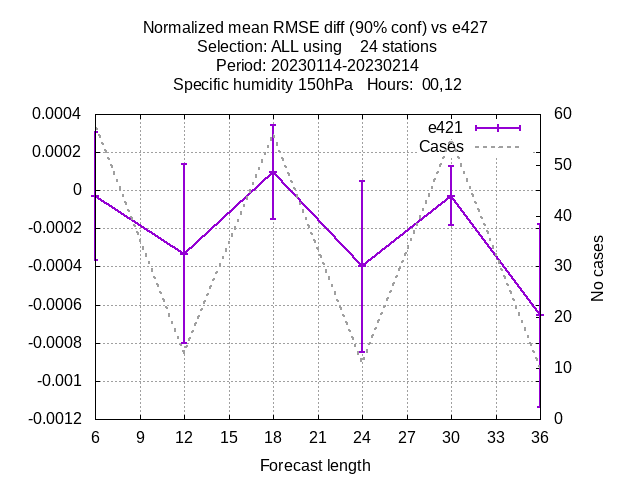 Normalized mean RMSE diff (90% conf) vs e427
Selection: ALL using    24 stations
Period: 20230114-20230214
Specific humidity 150hPa   Hours:  00,12
0.0004
0.0002
0
-0.0002
-0.0004
-0.0006
-0.0008
-0.001
-0.0012
e421
Cases
60
50
40
30
20
10
0
No cases
6 9 12 15 18 21 24 27 30 33 36
Forecast length